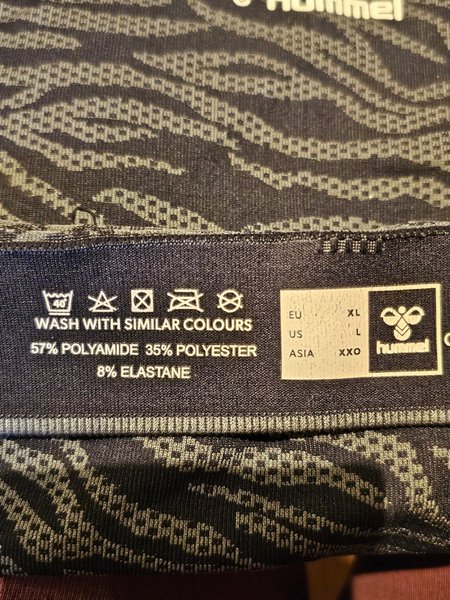 hummel
40
WASH WITH SIMILAR COLOURS
57% POLYAMIDE 35% POLYESTER
8% ELASTANE
EU XL
US L
ASIA XXO
hummel